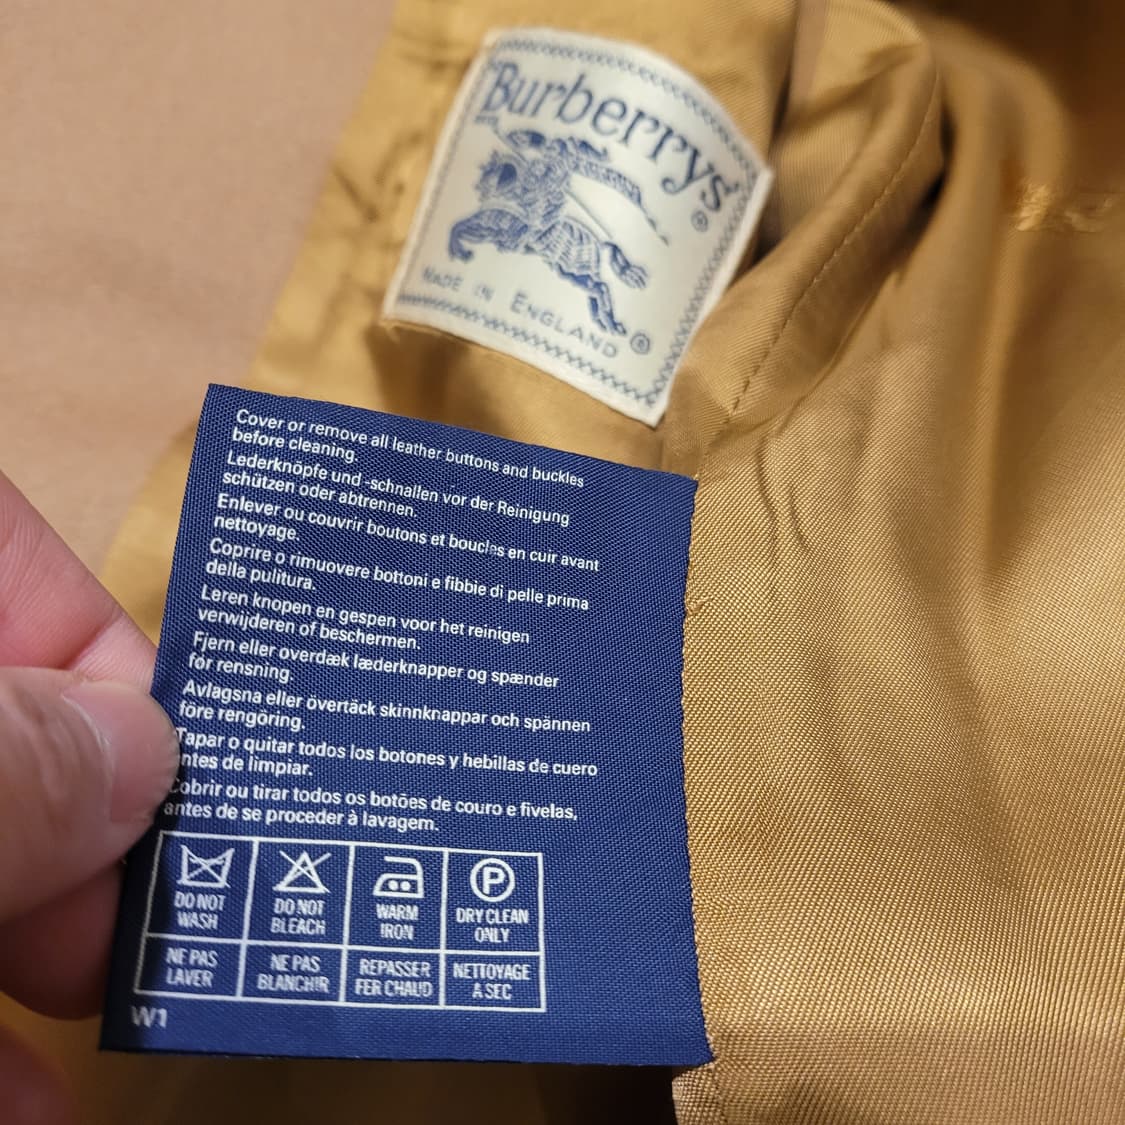 Burberrys®
MADE IN ENGLAND®
Cover or remove all leather buttons and buckles
before cleaning.
Lederknöpfe und -schnallen vor der Reinigung
schützen oder abtrennen.
Enlever ou couvrir boutons et boucles en cuir avant
nettoyage.
Coprire o rimuovere bottoni e fibbie di pelle prima
della pulitura.
Leren knopen en gespen voor het reinigen
verwijderen of beschermen.
Fjern eller overdæk læderknapper og spænder
før rensning.
Avlagsna eller övertäck skinnknappar och spännen
före rengöring.
Tapar o quitar todos los botones y hebillas de cuero
antes de limpiar.
Cobrir ou tirar todos os botões de couro e fivelas,
antes de se proceder à lavagem.
P
DO NOT WASH
DO NOT BLEACH
WARM IRON
DRY CLEAN ONLY
NE PAS LAVER
NE PAS BLANCHIR
REPASSER FER CHAUD
NETTOYAGE A SEC
W1